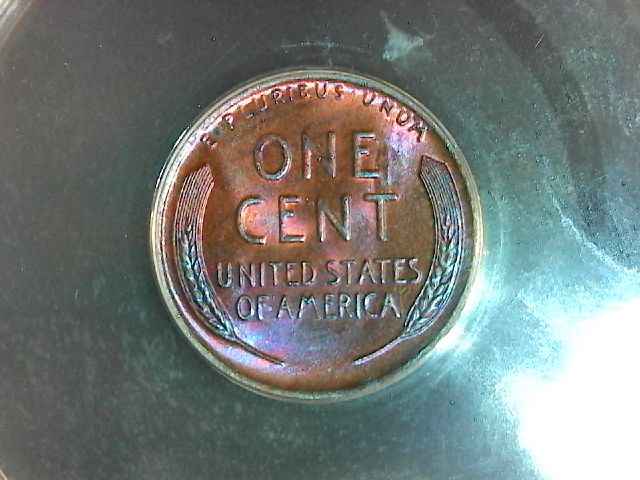 E·PLURIBUS·UNUM
ONE
CENT
UNITED STATES
OF AMERICA